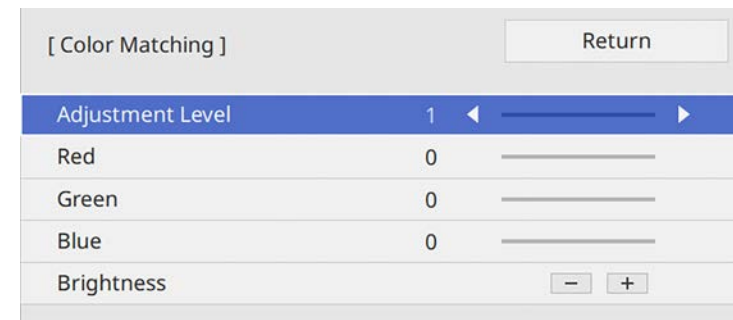 [ Color Matching ] Return
Adjustment Level 1
Red 0
Green 0
Blue 0
Brightness − +